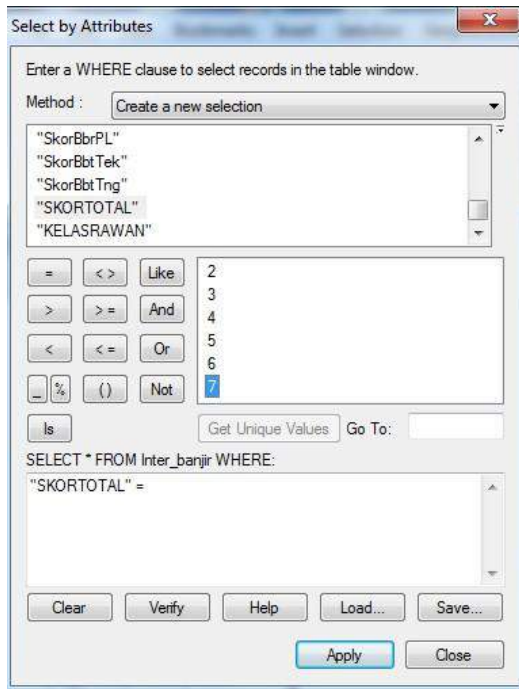 Select by Attributes
Enter a WHERE clause to select records in the table window.
Method : Create a new selection
"SkorBbrPL"
"SkorBbtTek"
"SkorBbtTng"
"SKORTOTAL"
"KELASRAWAN"
= < > Like
> > = And
< < = Or
_ % ( ) Not
Is
2
3
4
5
6
7
Get Unique Values Go To:
SELECT * FROM Inter_banjir WHERE:
"SKORTOTAL" =
Clear Verify Help Load... Save...
Apply Close